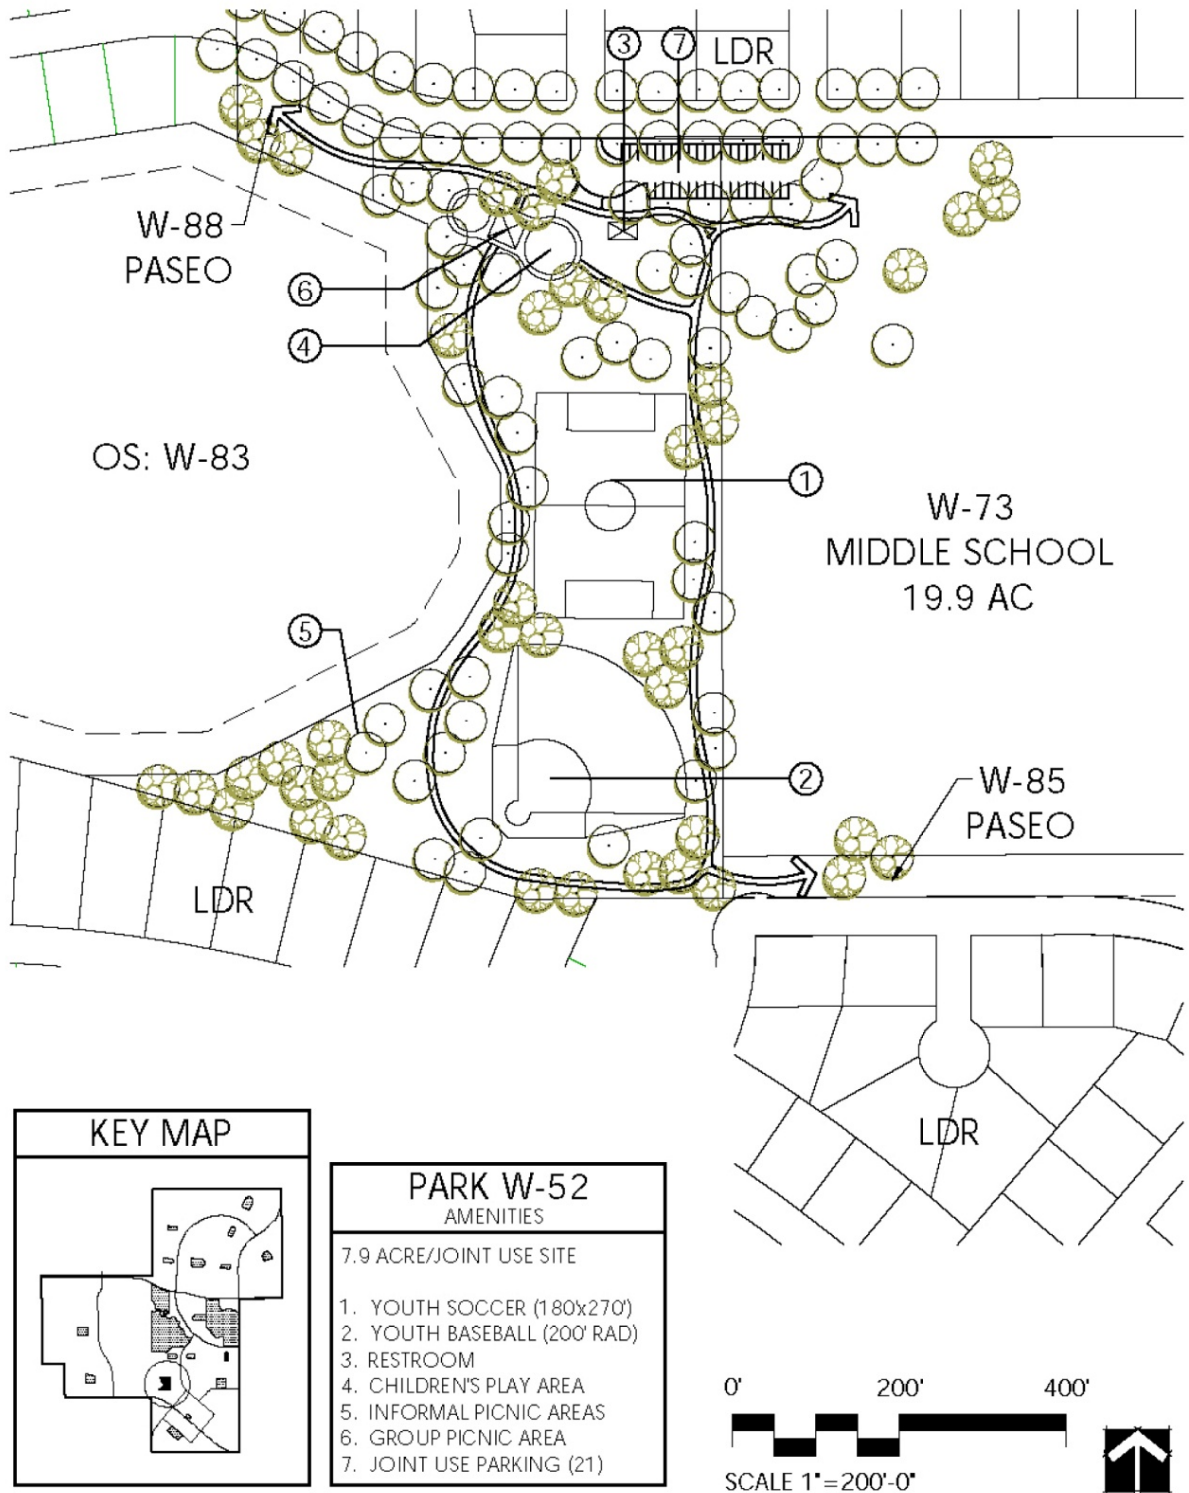 3
7
LDR
W-88
PASEO
6
4
OS: W-83
1
W-73
MIDDLE SCHOOL
19.9 AC
5
2
W-85
PASEO
LDR
LDR
KEY MAP
PARK W-52
AMENITIES
7.9 ACRE/JOINT USE SITE
1. YOUTH SOCCER (180'x270')
2. YOUTH BASEBALL (200' RAD)
3. RESTROOM
4. CHILDREN'S PLAY AREA
5. INFORMAL PICNIC AREAS
6. GROUP PICNIC AREA
7. JOINT USE PARKING (21)
0' 200' 400'
SCALE 1"=200'-0"